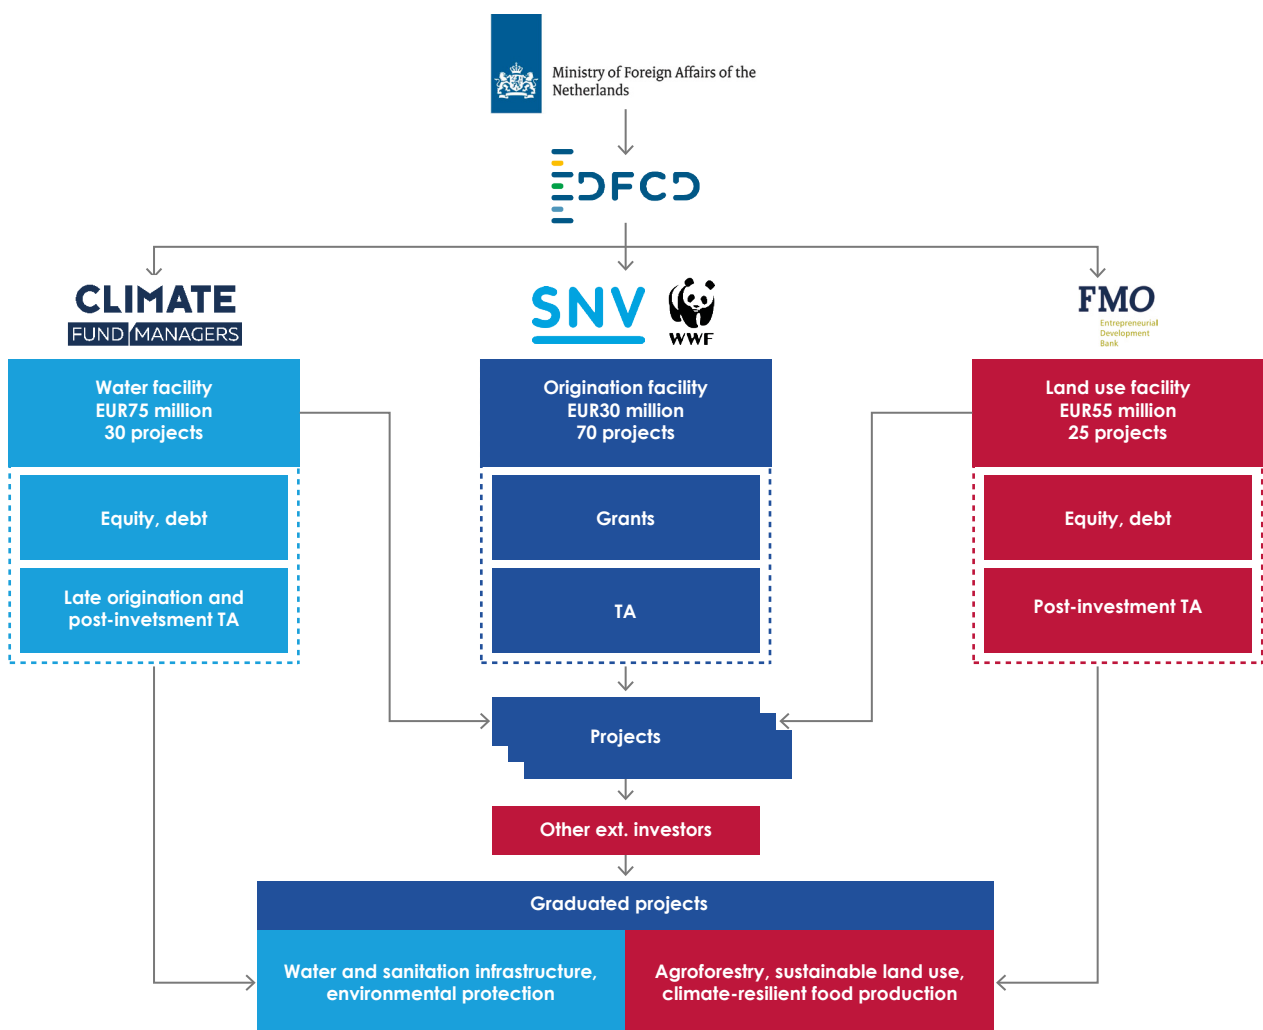 Ministry of Foreign Affairs of the
Netherlands
DFCD
CLIMATE
FUND MANAGERS
SNV
WWF
FMO
Entrepreneurial
Development
Bank
Water facility
EUR75 million
30 projects
Origination facility
EUR30 million
70 projects
Land use facility
EUR55 million
25 projects
Equity, debt
Grants
Equity, debt
Late origination and
post-invetsment TA
TA
Post-investment TA
Projects
Other ext. investors
Graduated projects
Water and sanitation infrastructure,
environmental protection
Agroforestry, sustainable land use,
climate-resilient food production